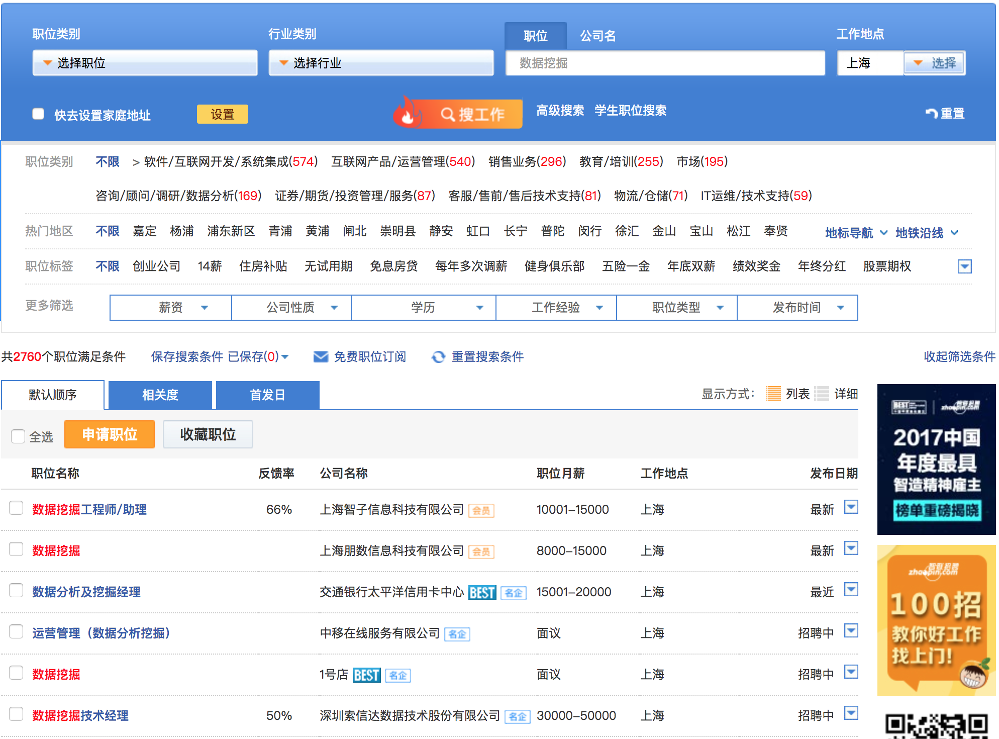 职位类别 行业类别 职位 公司名 工作地点
选择职位 选择行业 数据挖掘 上海 选择
快去设置家庭地址 设置 搜工作 高级搜索 学生职位搜索 重置
职位类别 不限 > 软件/互联网开发/系统集成(574) 互联网产品/运营管理(540) 销售业务(296) 教育/培训(255) 市场(195)
咨询/顾问/调研/数据分析(169) 证券/期货/投资管理/服务(87) 客服/售前/售后技术支持(81) 物流/仓储(71) IT运维/技术支持(59)
热门地区 不限 嘉定 杨浦 浦东新区 青浦 黄浦 闸北 崇明县 静安 虹口 长宁 普陀 闵行 徐汇 金山 宝山 松江 奉贤 地标导航 地铁沿线
职位标签 不限 创业公司 14薪 住房补贴 无试用期 免息房贷 每年多次调薪 健身俱乐部 五险一金 年底双薪 绩效奖金 年终分红 股票期权
更多筛选 薪资 公司性质 学历 工作经验 职位类型 发布时间
共2760个职位满足条件 保存搜索条件 已保存(0) 免费职位订阅 重置搜索条件 收起筛选条件
默认顺序 相关度 首发日 显示方式： 列表 详细
全选 申请职位 收藏职位
职位名称 反馈率 公司名称 职位月薪 工作地点 发布日期
数据挖掘工程师/助理 66% 上海智子信息科技有限公司 会员 10001-15000 上海 最新
数据挖掘 上海朋数信息科技有限公司 会员 8000-15000 上海 最新
数据分析及挖掘经理 交通银行太平洋信用卡中心 BEST 名企 15001-20000 上海 最近
运营管理（数据分析挖掘） 中移在线服务有限公司 名企 面议 上海 招聘中
数据挖掘 1号店 BEST 名企 面议 上海 招聘中
数据挖掘技术经理 50% 深圳索信达数据技术股份有限公司 名企 30000-50000 上海 招聘中
BEST 智联招聘 zhaopin.com
2017中国
年度最具
智造精神雇主
榜单重磅揭晓
智联招聘
zhaopin.com
100招
教你好工作
找上门!